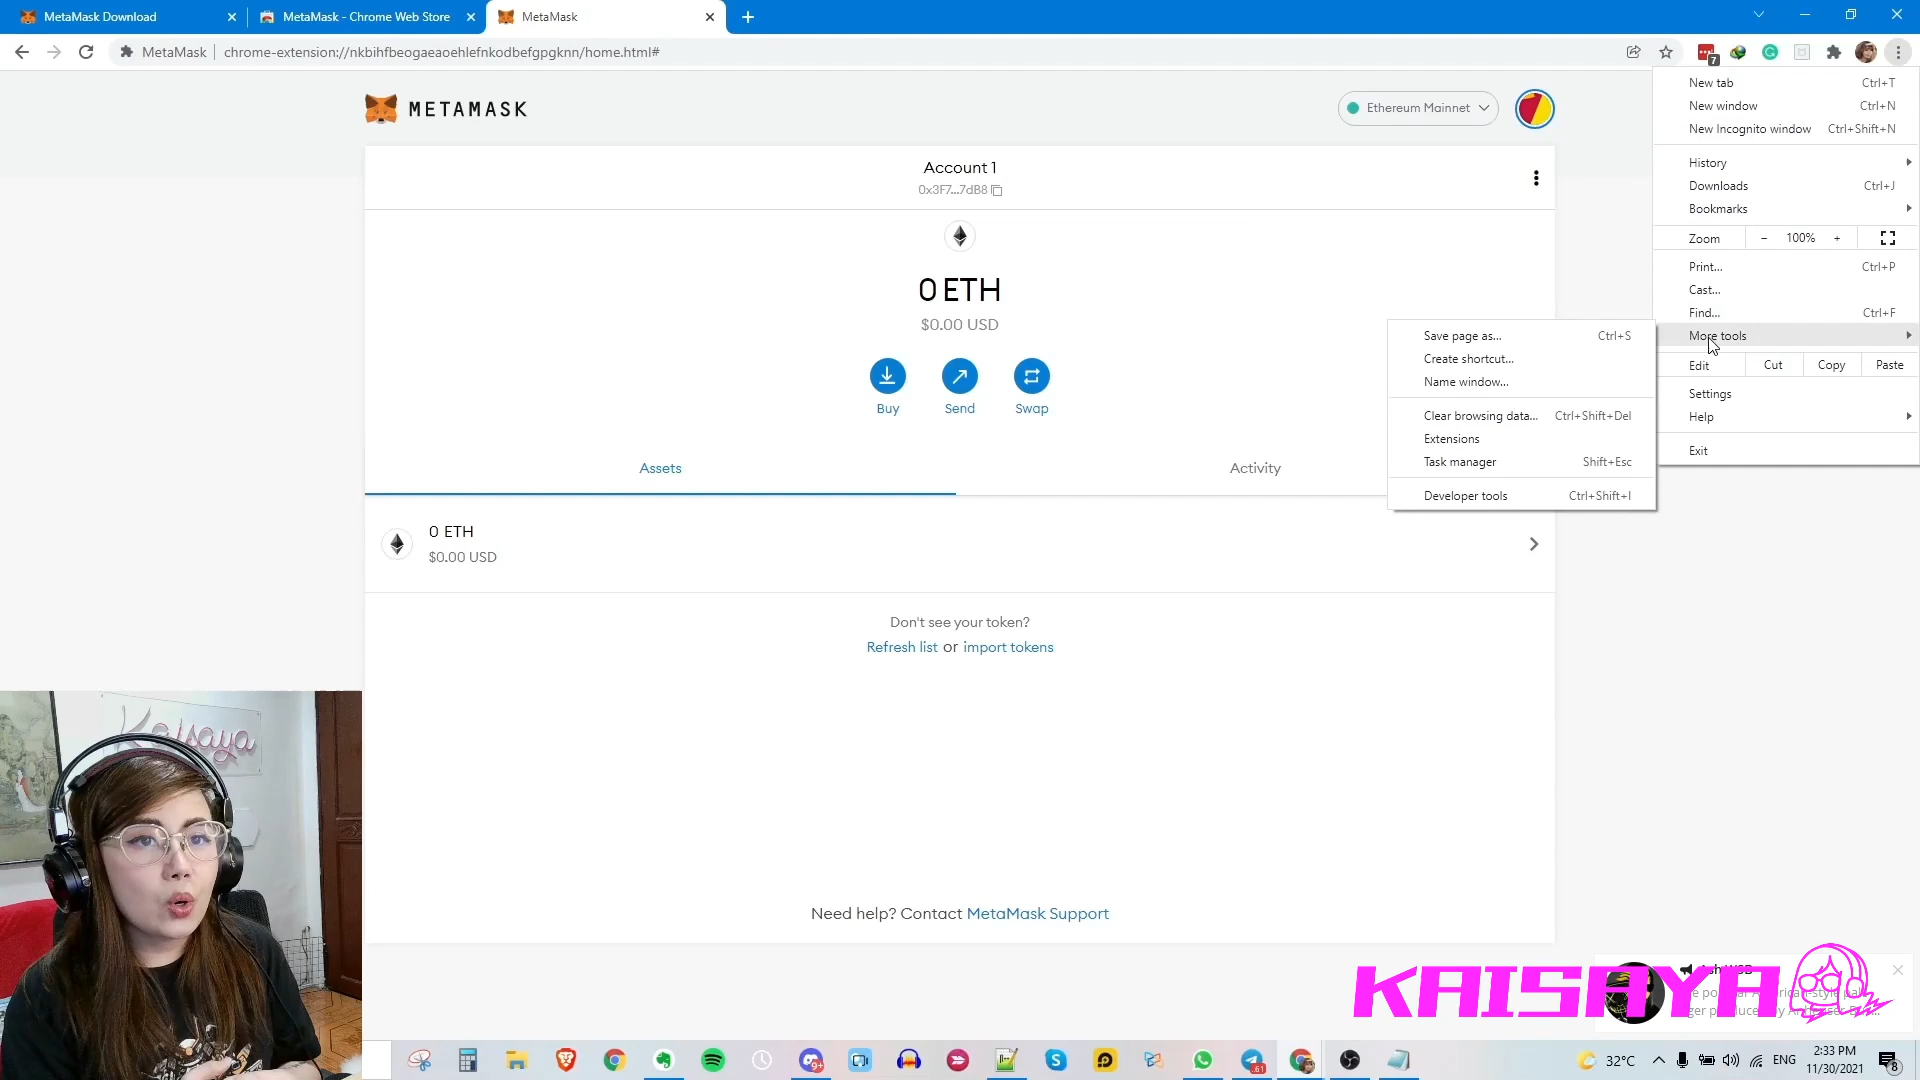 MetaMask Download
MetaMask - Chrome Web Store
MetaMask
MetaMask
chrome-extension://nkbihfbeogaeaoehlefnkodbefgpgknn/home.html#
7
METAMASK
Ethereum Mainnet
Account 1
0x3F7...7dB8
0 ETH
$0.00 USD
Buy
Send
Swap
Assets
Activity
0 ETH
$0.00 USD
Don't see your token?
Refresh list or import tokens
Need help? Contact MetaMask Support
New tab Ctrl+T
New window Ctrl+N
New Incognito window Ctrl+Shift+N
History
Downloads Ctrl+J
Bookmarks
Zoom - 100% +
Print... Ctrl+P
Cast...
Find... Ctrl+F
More tools
Edit Cut Copy Paste
Settings
Help
Exit
Save page as... Ctrl+S
Create shortcut...
Name window...
Clear browsing data... Ctrl+Shift+Del
Extensions
Task manager Shift+Esc
Developer tools Ctrl+Shift+I
Kaisaya
KAISAYA
9+
61
32°C
ENG
2:33 PM
11/30/2021
8